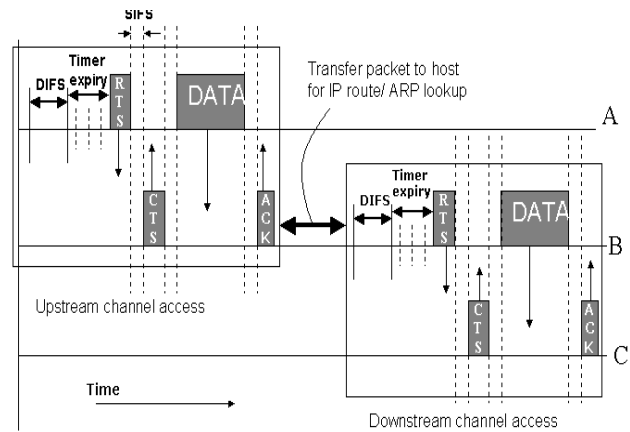 SIFS
Timer
expiry
DIFS
RTS
DATA
Transfer packet to host
for IP route/ ARP lookup
A
CTS
ACK
Timer
expiry
DIFS
RTS
DATA
B
Upstream channel access
CTS
ACK
C
Time
Downstream channel access